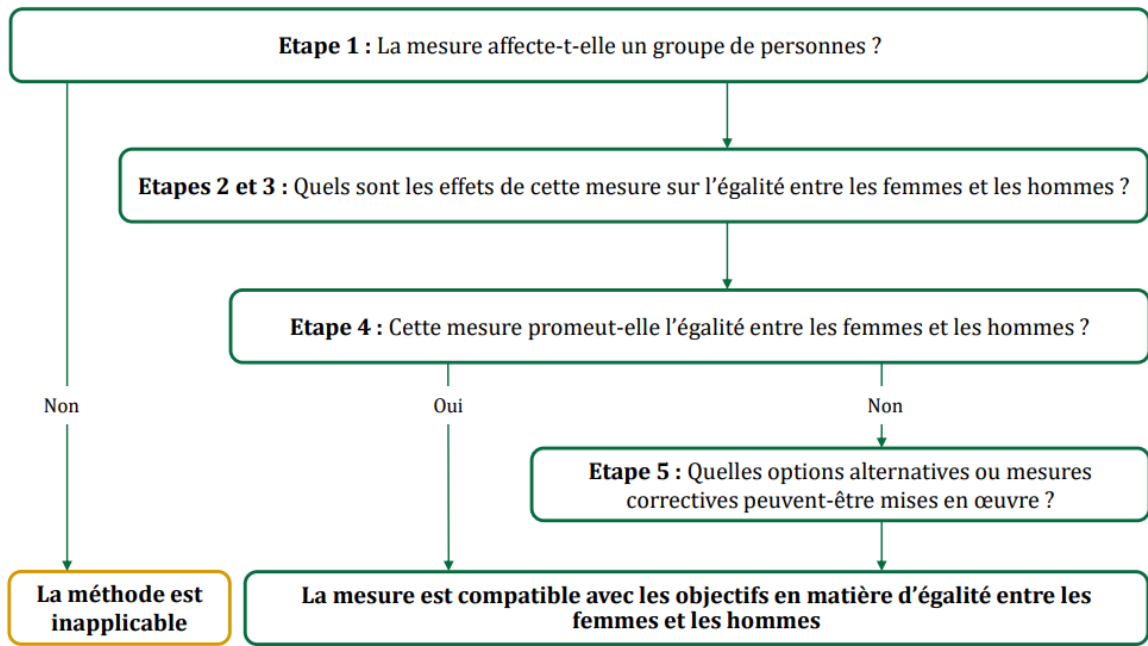 Etape 1 : La mesure affecte-t-elle un groupe de personnes ?
Etapes 2 et 3 : Quels sont les effets de cette mesure sur l’égalité entre les femmes et les hommes ?
Etape 4 : Cette mesure promeut-elle l’égalité entre les femmes et les hommes ?
Non
Oui
Non
Etape 5 : Quelles options alternatives ou mesures
correctives peuvent-être mises en œuvre ?
La méthode est
inapplicable
La mesure est compatible avec les objectifs en matière d’égalité entre les
femmes et les hommes